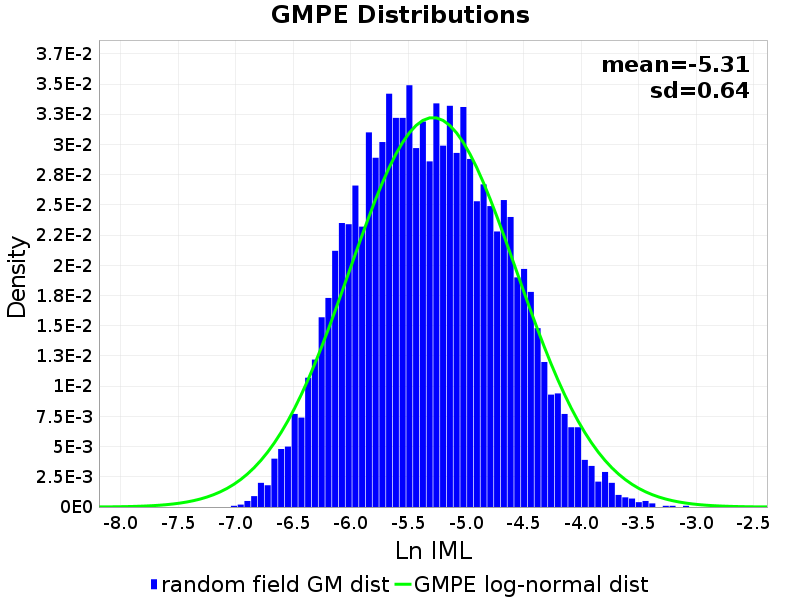 GMPE Distributions
mean=-5.31
sd=0.64
Density
3.7E-2
3.5E-2
3.3E-2
3E-2
2.8E-2
2.5E-2
2.2E-2
2E-2
1.8E-2
1.5E-2
1.3E-2
1E-2
7.5E-3
5E-3
2.5E-3
0E0
-8.0 -7.5 -7.0 -6.5 -6.0 -5.5 -5.0 -4.5 -4.0 -3.5 -3.0 -2.5
Ln IML
random field GM dist GMPE log-normal dist